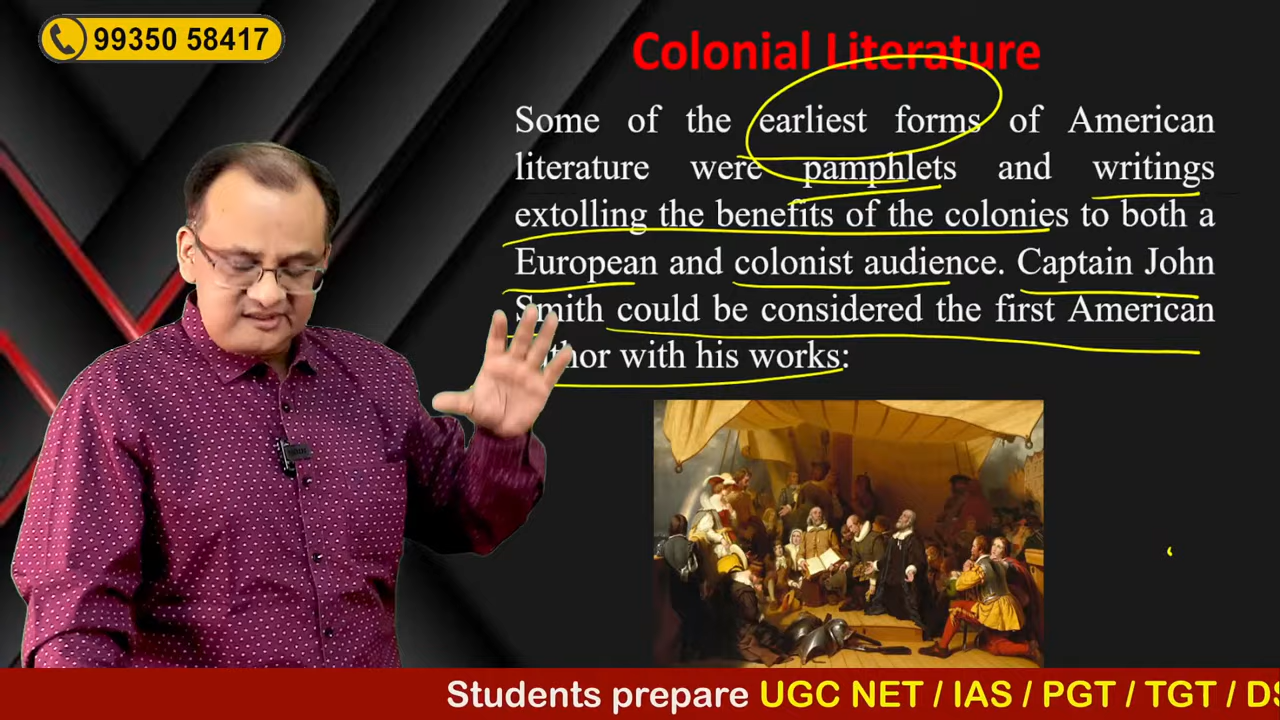 99350 58417
Colonial Literature
Some of the earliest forms of American
literature were pamphlets and writings
extolling the benefits of the colonies to both a
European and colonist audience. Captain John
Smith could be considered the first American
with his works:
Students prepare UGC NET / IAS / PGT / TGT /